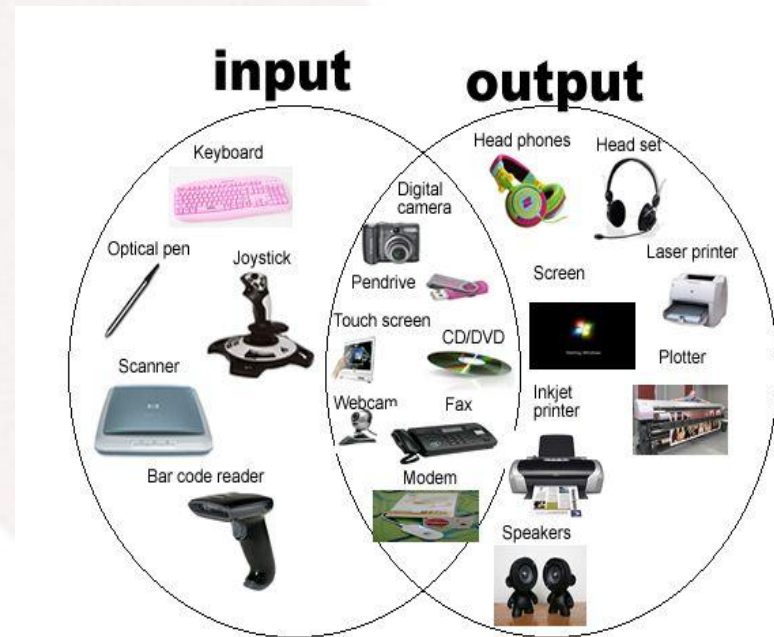 input
output
Keyboard
Optical pen
Joystick
Scanner
Bar code reader
Digital
camera
Pendrive
Touch screen
CD/DVD
Webcam
Fax
Modem
Head phones
Head set
Laser printer
Screen
Plotter
Inkjet
printer
Speakers